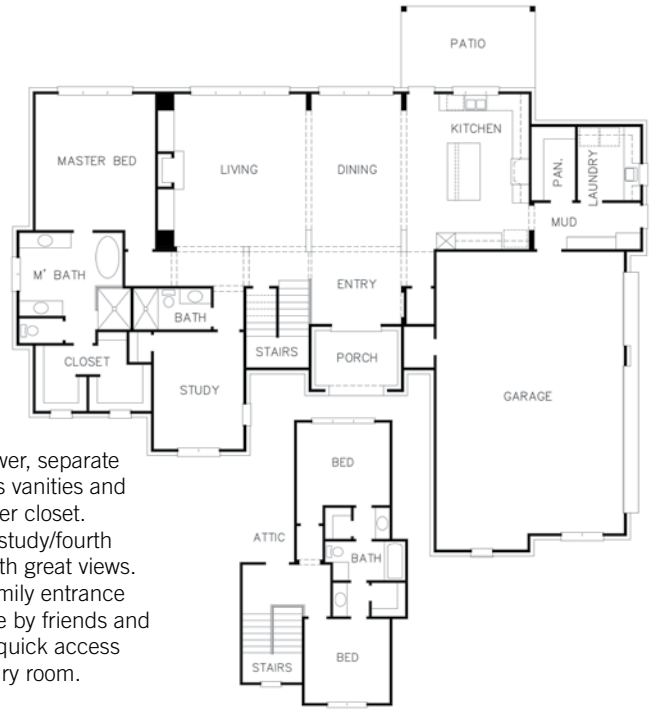 PATIO
KITCHEN
MASTER BED
LIVING
DINING
PAN.
LAUNDRY
MUD
M' BATH
ENTRY
BATH
STAIRS
PORCH
CLOSET
STUDY
GARAGE
separate
s vanities and
er closet.
study/fourth
th great views.
mily entrance
e by friends and
quick access
ry room.
BED
ATTIC
BATH
STAIRS
BED